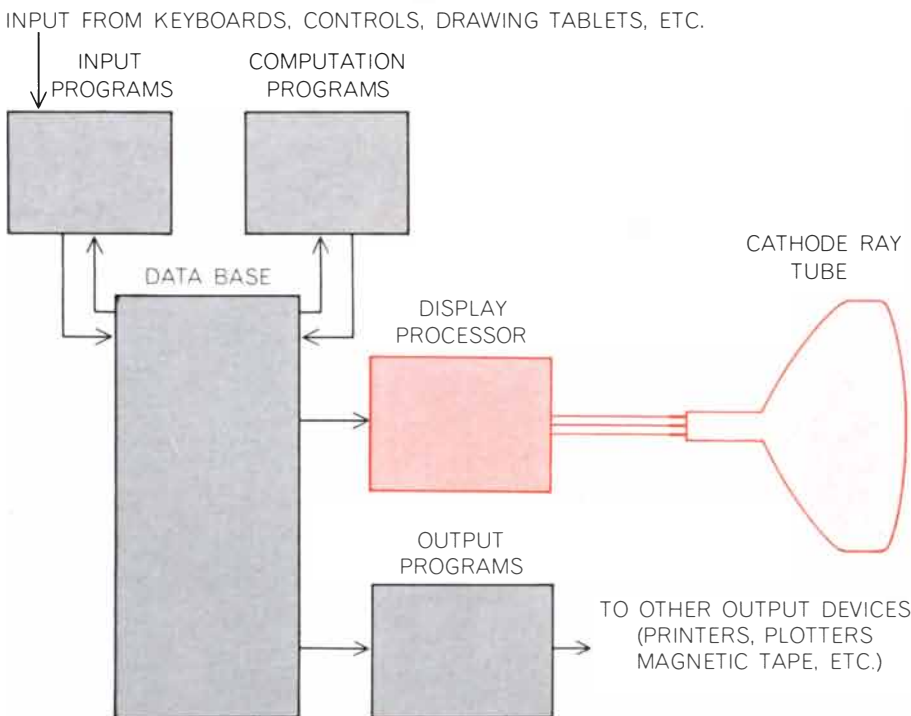 INPUT FROM KEYBOARDS, CONTROLS, DRAWING TABLETS, ETC.
INPUT
PROGRAMS
COMPUTATION
PROGRAMS
DATA BASE
DISPLAY
PROCESSOR
CATHODE RAY
TUBE
OUTPUT
PROGRAMS
TO OTHER OUTPUT DEVICES
(PRINTERS, PLOTTERS
MAGNETIC TAPE, ETC.)